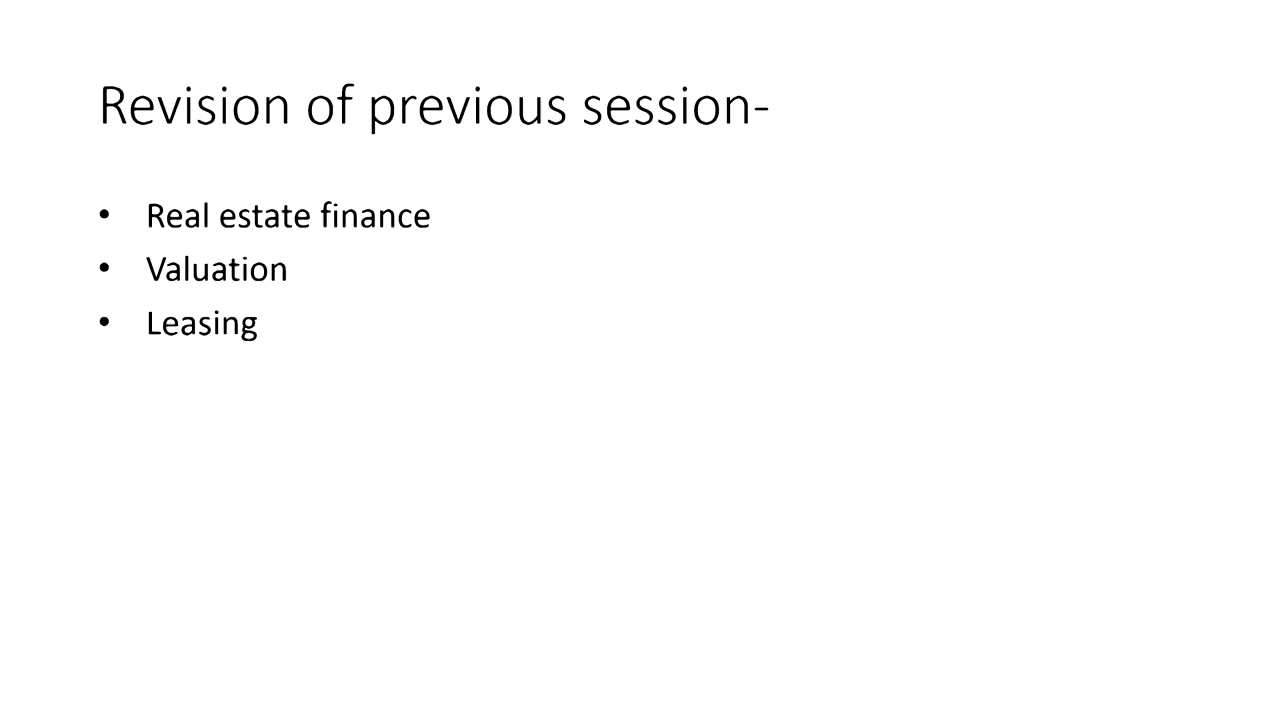 Revision of previous session-
• Real estate finance
• Valuation
• Leasing